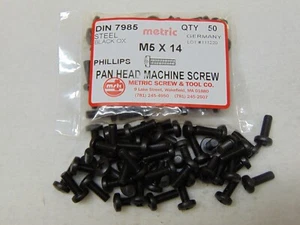 DIN 7985 metric QTY 50
STEEL GERMANY
BLACK OX
M5 X 14
PHILLIPS
PAN HEAD MACHINE SCREW
METRIC SCREW & TOOL CO.